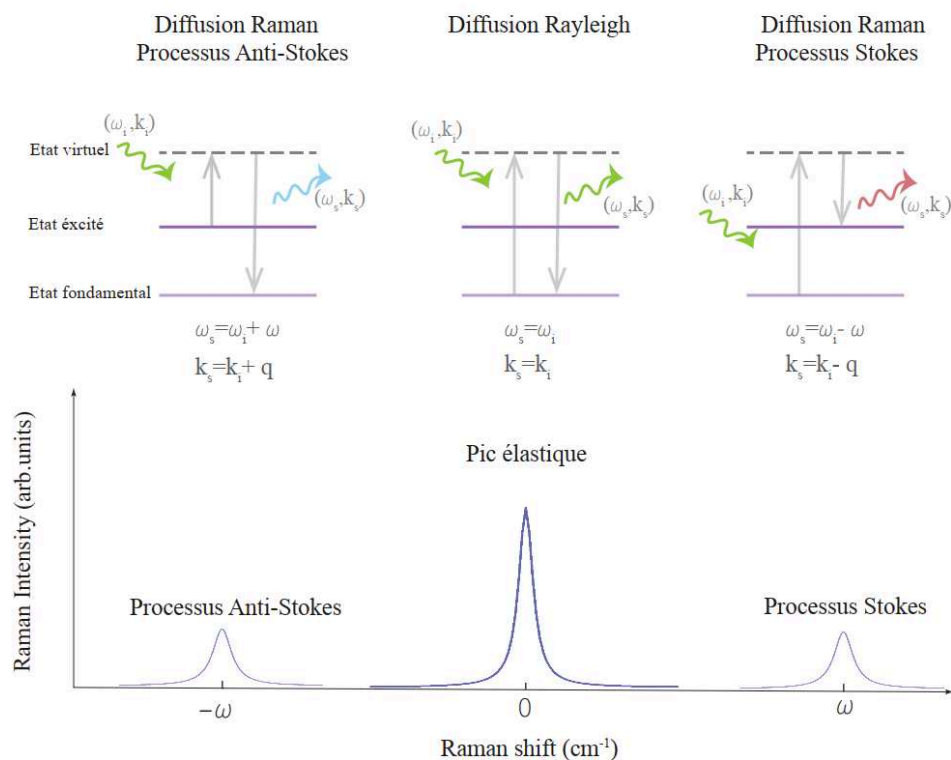 Diffusion Raman
Processus Anti-Stokes
Diffusion Rayleigh
Diffusion Raman
Processus Stokes
(ωᵢ,kᵢ)
(ωᵢ,kᵢ)
Etat virtuel
(ωₛ,kₛ)
(ωₛ,kₛ)
(ωᵢ,kᵢ)
(ωₛ,kₛ)
Etat éxcité
Etat fondamental
ωₛ=ωᵢ+ ω
ωₛ=ωᵢ
ωₛ=ωᵢ- ω
kₛ=kᵢ+ q
kₛ=kᵢ
kₛ=kᵢ- q
Raman Intensity (arb.units)
Pic élastique
Processus Anti-Stokes
Processus Stokes
−ω
0
ω
Raman shift (cm⁻¹)